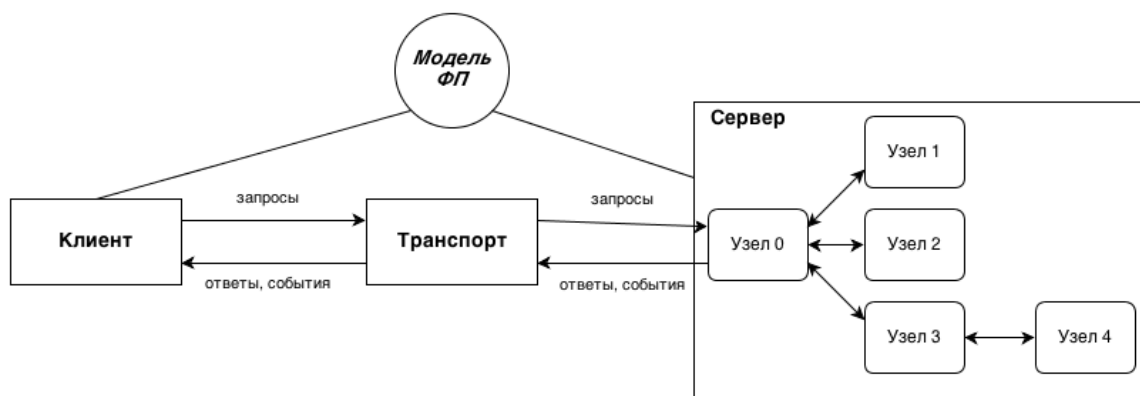 Модель
ФП
Сервер
Узел 1
запросы
запросы
Клиент
Транспорт
Узел 0
Узел 2
ответы, события
ответы, события
Узел 3
Узел 4